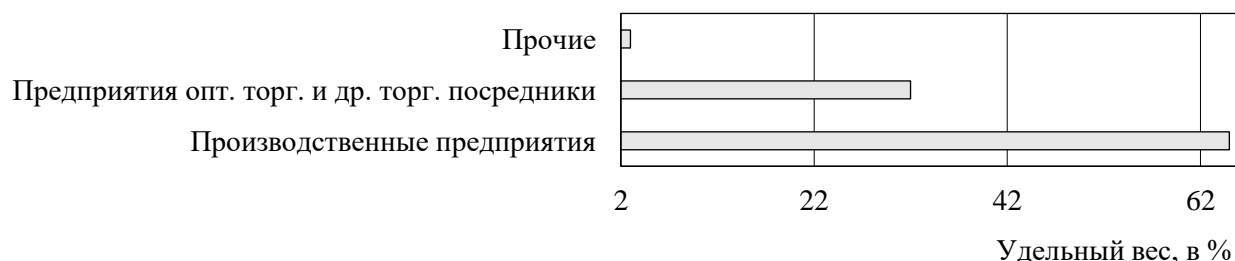 Прочие
Предприятия опт. торг. и др. торг. посредники
Производственные предприятия
2 22 42 62
Удельный вес, в %